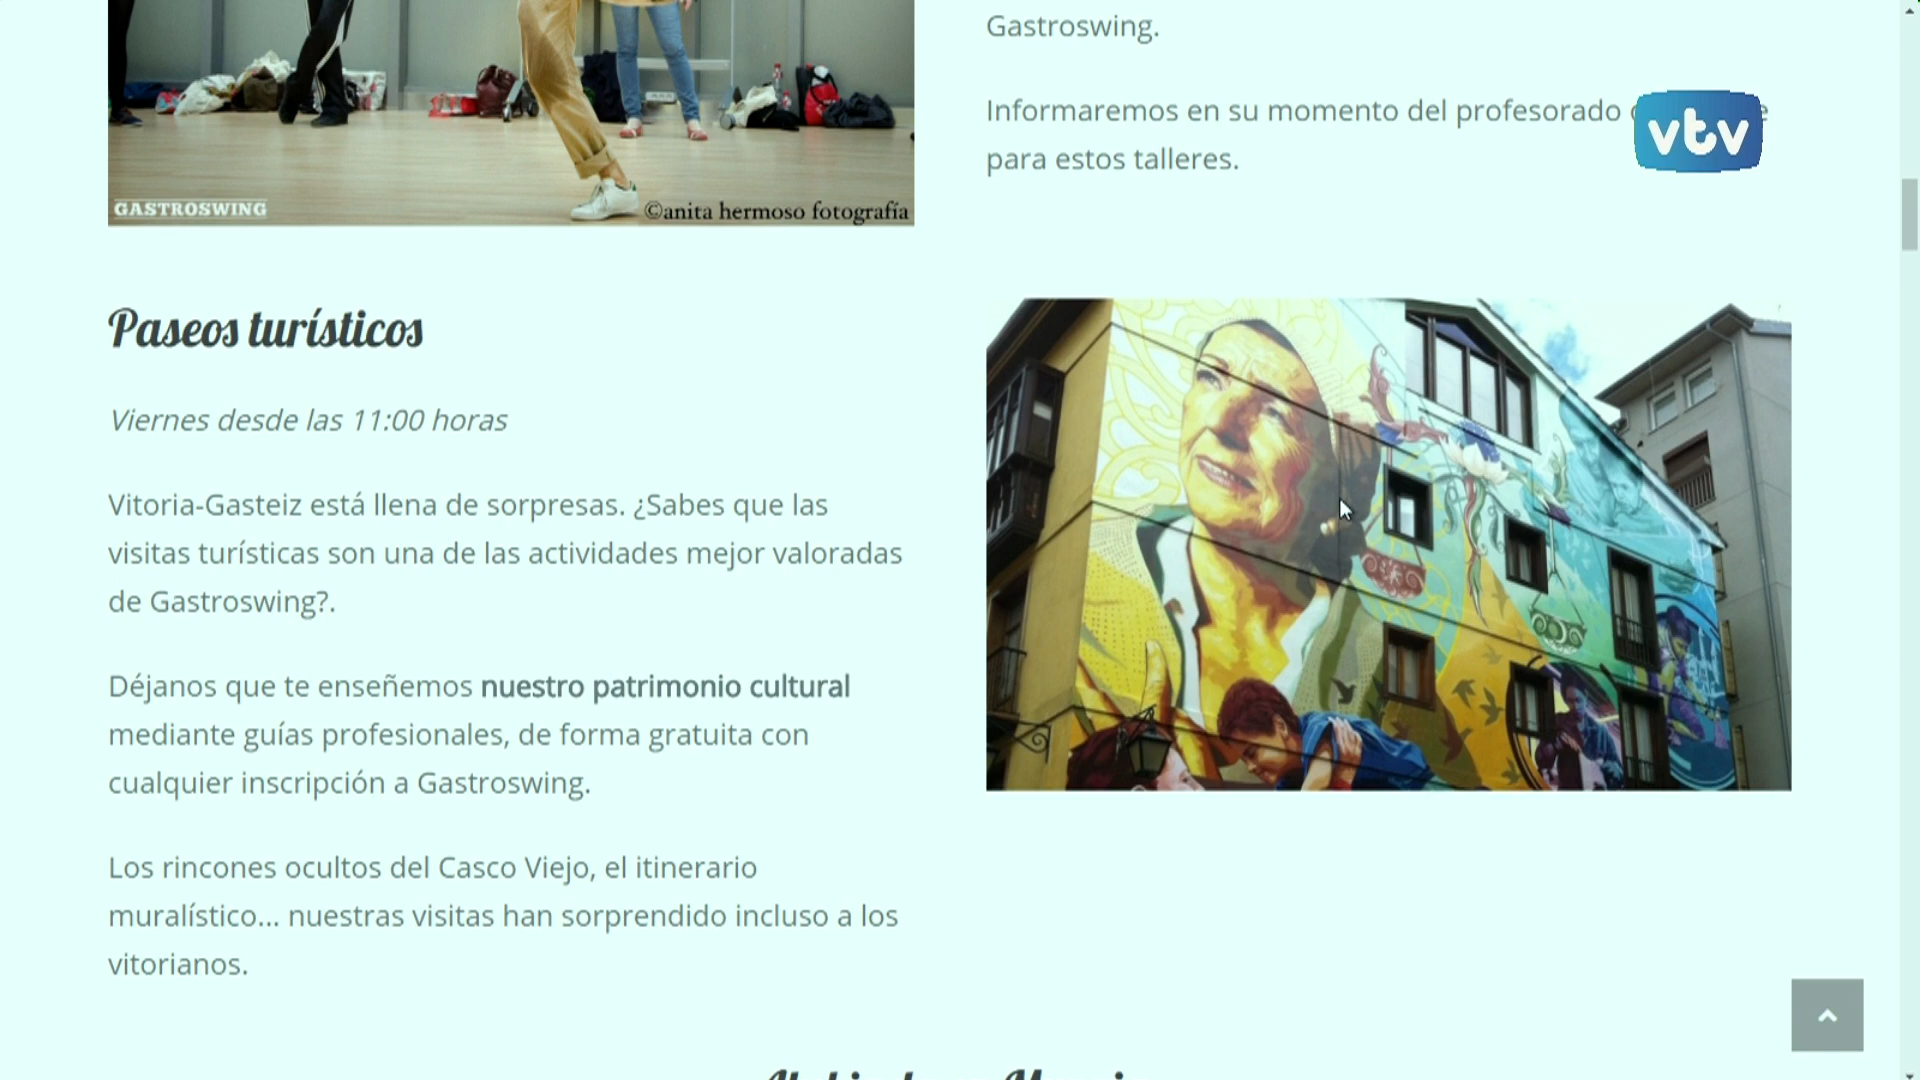 Gastroswing.
Informaremos en su momento del profesorado
para estos talleres.
vtv
GASTROSWING
©anita hermoso fotografía
Paseos turísticos
Viernes desde las 11:00 horas
Vitoria-Gasteiz está llena de sorpresas. ¿Sabes que las
visitas turísticas son una de las actividades mejor valoradas
de Gastroswing?.
Déjanos que te enseñemos nuestro patrimonio cultural
mediante guías profesionales, de forma gratuita con
cualquier inscripción a Gastroswing.
Los rincones ocultos del Casco Viejo, el itinerario
muralístico... nuestras visitas han sorprendido incluso a los
vitorianos.